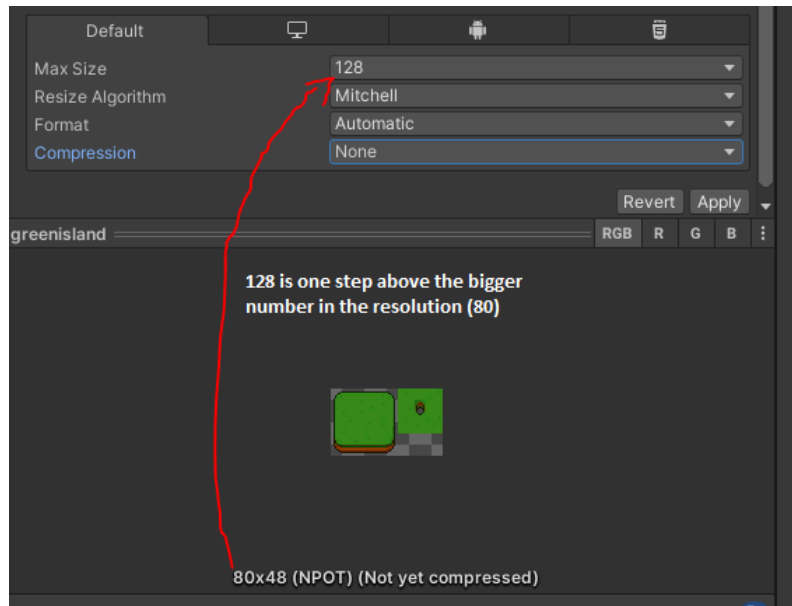 Default
Max Size 128
Resize Algorithm Mitchell
Format Automatic
Compression None
Revert Apply
greenisland RGB R G B
128 is one step above the bigger
number in the resolution (80)
80x48 (NPOT) (Not yet compressed)